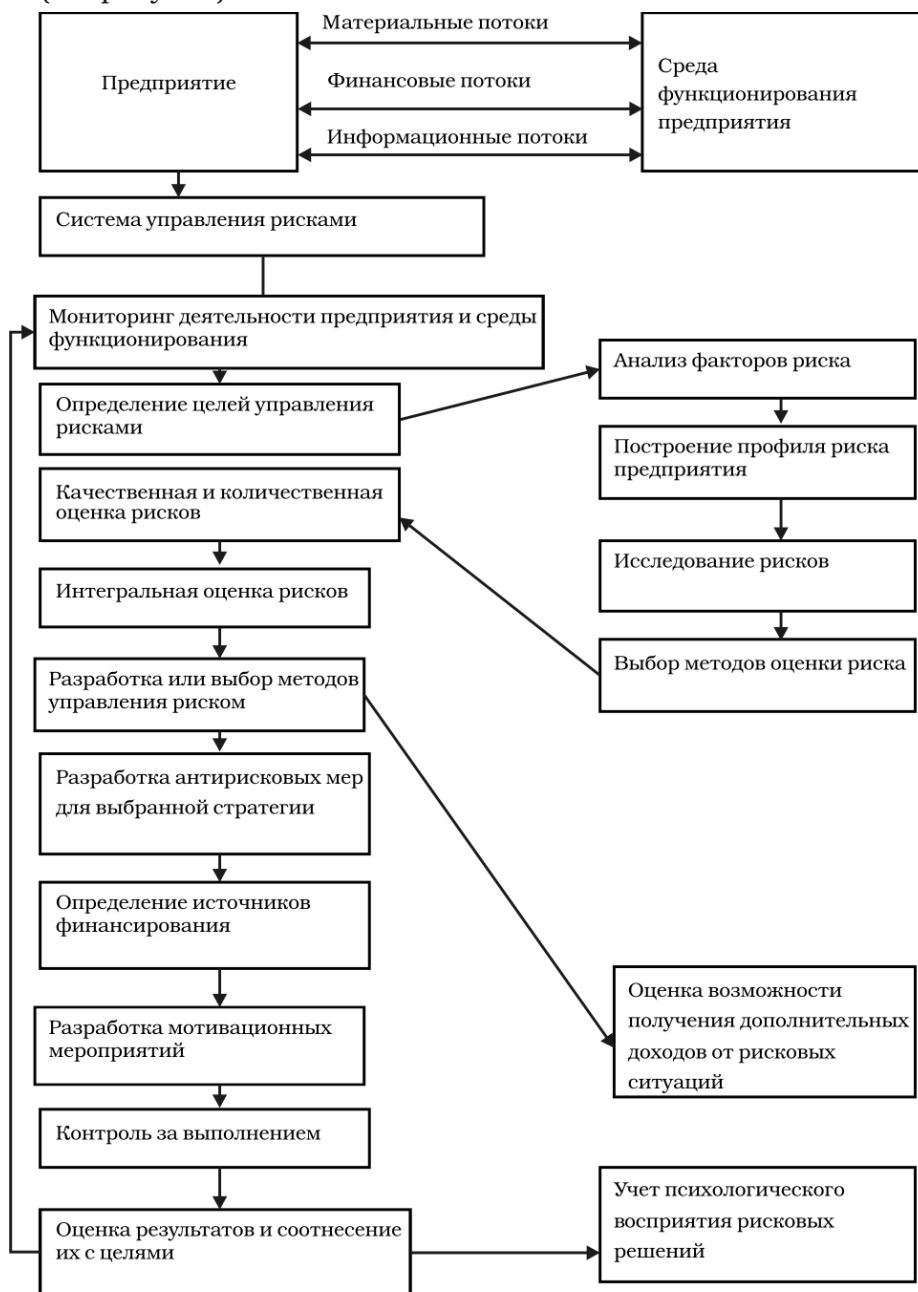 Материальные потоки
Предприятие
Финансовые потоки
Информационные потоки
Среда
функционирования
предприятия
Система управления рисками
Мониторинг деятельности предприятия и среды
функционирования
Определение целей управления
рисками
Анализ факторов риска
Построение профиля риска
предприятия
Исследование рисков
Выбор методов оценки риска
Качественная и количественная
оценка рисков
Интегральная оценка рисков
Разработка или выбор методов
управления риском
Разработка антирисковых мер
для выбранной стратегии
Определение источников
финансирования
Разработка мотивационных
мероприятий
Контроль за выполнением
Оценка результатов и соотнесение
их с целями
Оценка возможности
получения дополнительных
доходов от рисковых
ситуаций
Учет психологического
восприятия рисковых
решений